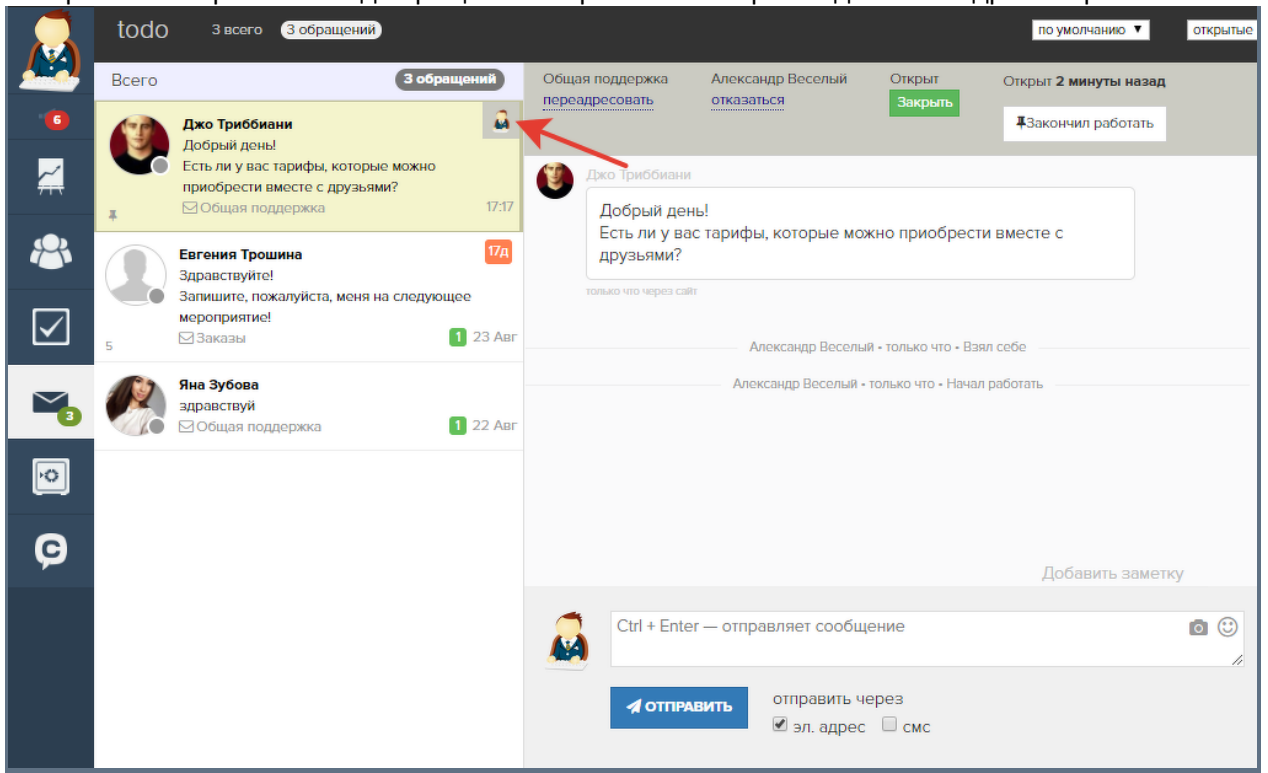 todo
3 всего
3 обращений
по умолчанию ▼
открытые
6
3
Всего
3 обращений
Джо Триббиани
Добрый день!
Есть ли у вас тарифы, которые можно
приобрести вместе с друзьями?
Общая поддержка
17:17
Евгения Трошина
17д
Здравствуйте!
Запишите, пожалуйста, меня на следующее
мероприятие!
5
Заказы
1 23 Авг
Яна Зубова
здравствуй
Общая поддержка
1 22 Авг
Общая поддержка
переадресовать
Александр Веселый
отказаться
Открыт
Закрыть
Открыт 2 минуты назад
Закончил работать
Джо Триббиани
Добрый день!
Есть ли у вас тарифы, которые можно приобрести вместе с
друзьями?
только что через сайт
Александр Веселый • только что • Взял себе
Александр Веселый • только что • Начал работать
Добавить заметку
Ctrl + Enter — отправляет сообщение
ОТПРАВИТЬ
отправить через
эл. адрес
смс